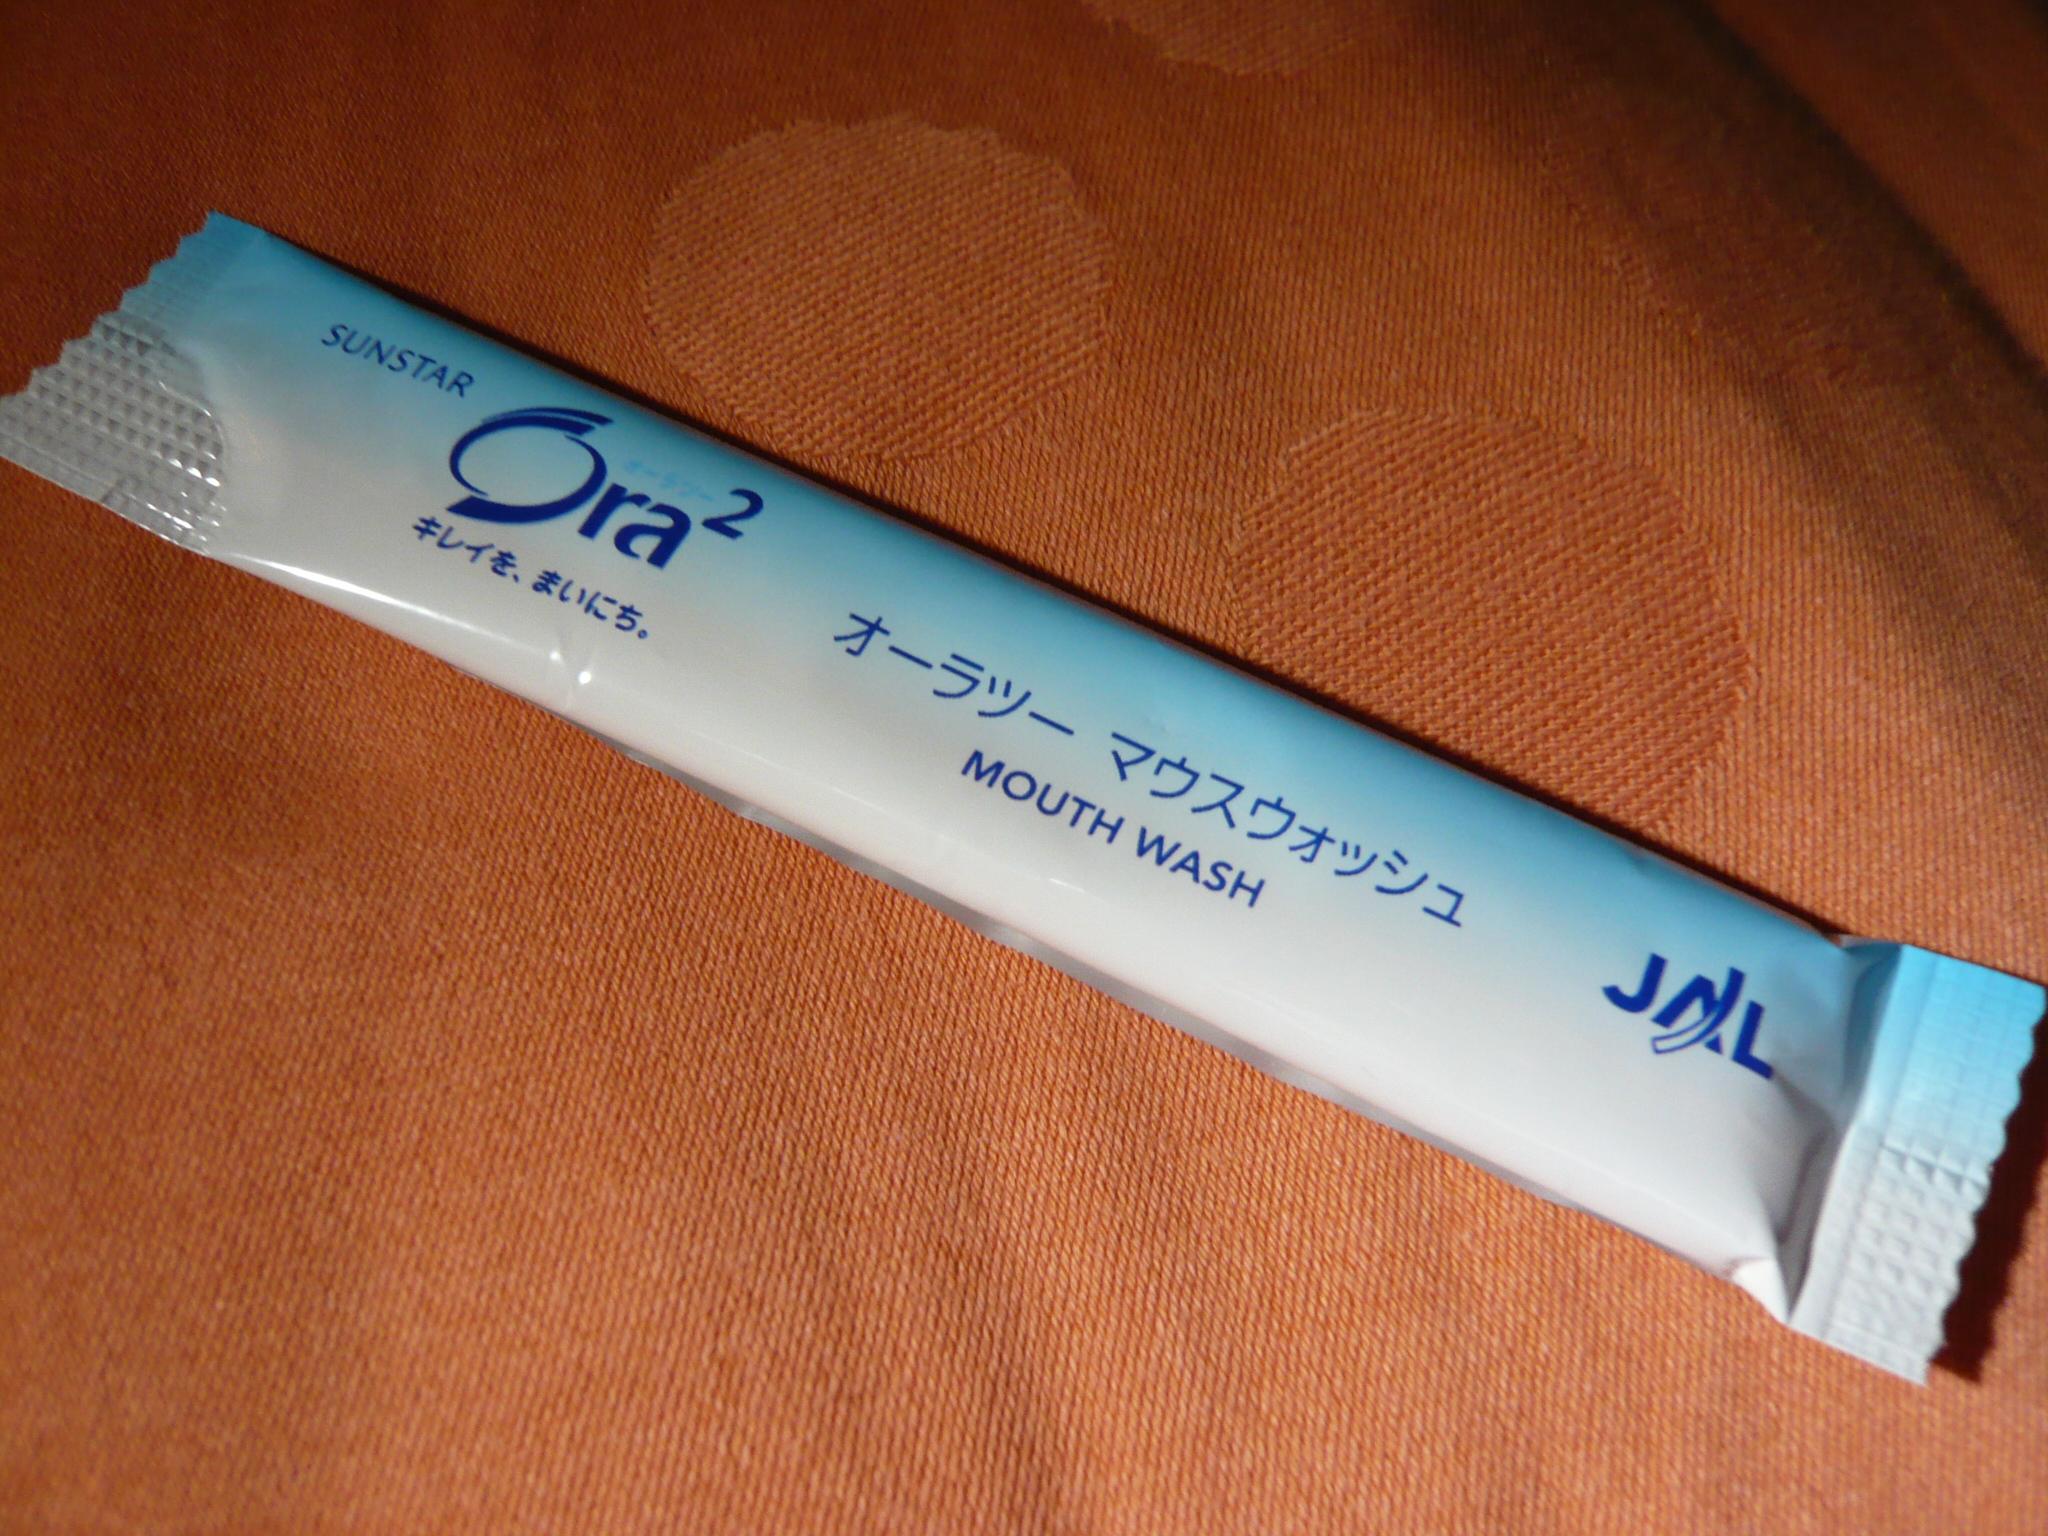 SUNSTAR
Ora²
オーラツー
キレイを、まいにち。
オーラツー マウスウォッシュ
MOUTH WASH
JAL